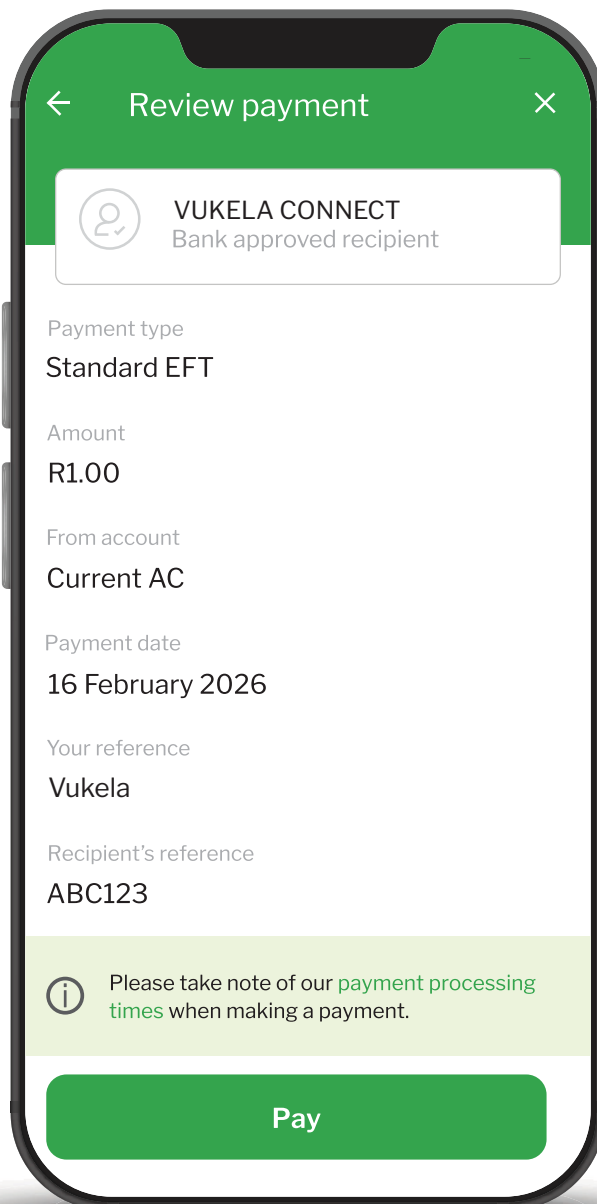 Review payment
VUKELA CONNECT
Bank approved recipient
Payment type
Standard EFT
Amount
R1.00
From account
Current AC
Payment date
16 February 2026
Your reference
Vukela
Recipient’s reference
ABC123
Please take note of our payment processing
times when making a payment.
Pay